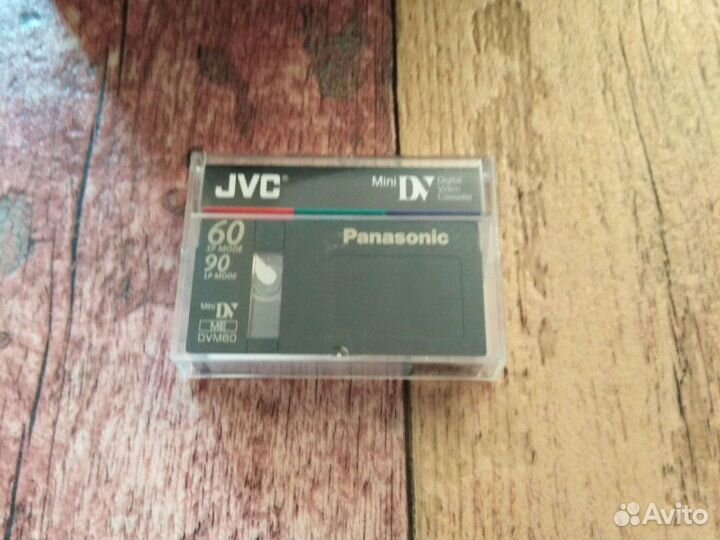 JVC®
Mini DV Digital Video Cassette
60 Panasonic
SP MODE
90
LP MODE
Mini DV
ME
DVM60
Avito